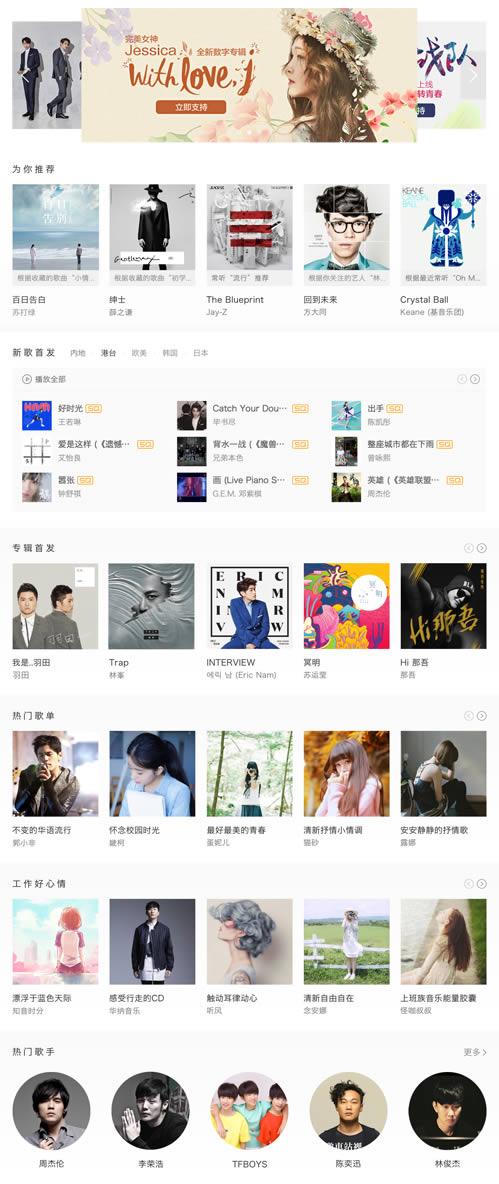 完美女神
Jessica 全新数字专辑
With love, J
立即支持
战队
上线
转青春
持
为你推荐
百日
告别
KEANE
CRYSTAL
BALL
根据收藏的歌曲“小情...
根据收藏的歌曲“初学...
常听“流行”推荐
根据你关注的艺人“林...
根据最近常听“Oh M...
百日告白
绅士
The Blueprint
回到未来
Crystal Ball
苏打绿
薛之谦
Jay-Z
方大同
Keane (基音乐团)
新歌首发 内地 港台 欧美 韩国 日本
播放全部
好时光 SQ
王若琳
Catch Your Dou··· SQ
毕书尽
出手 SQ
陈凯彤
爱是这样 (《遗憾··· SQ
艾怡良
背水一战 (《魔兽··· SQ
兄弟本色
整座城市都在下雨 SQ
曾咏熙
嚣张 SQ
钟舒祺
画 (Live Piano S··· SQ
G.E.M. 邓紫棋
英雄 (《英雄联盟··· SQ
周杰伦
专辑首发
ERIC
NAM
INTERVIEW
冥明
Hi 那吾
我是..羽田
Trap
INTERVIEW
冥明
Hi 那吾
羽田
林峯
에릭 남 (Eric Nam)
苏运莹
那吾
热门歌单
不变的华语流行
怀念校园时光
最好最美的青春
清新抒情小情调
安安静静的抒情歌
郭小非
鍵柯
蛋妮儿
猫砂
露娜
工作好心情
漂浮于蓝色天际
感受行走的CD
触动耳律动心
清新自由自在
上班族音乐能量胶囊
知音时分
华纳音乐
听风
念安娜
怪咖叔叔
热门歌手
更多
周杰伦
李荣浩
TFBOYS
陈奕迅
林俊杰